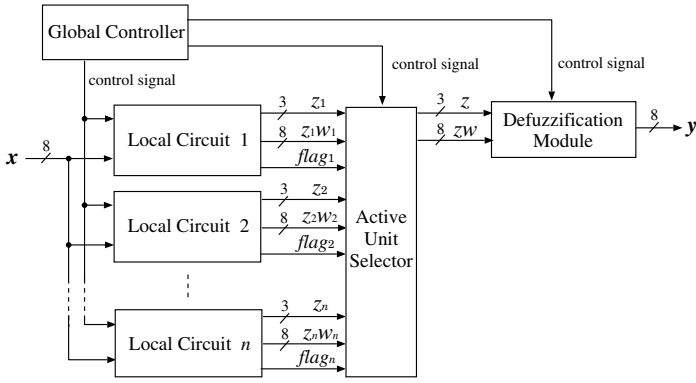 Global Controller
control signal
control signal
control signal
x
8
Local Circuit 1
3
z1
8
z1w1
flag1
Local Circuit 2
3
z2
8
z2w2
flag2
Local Circuit n
3
zn
8
znwn
flagn
Active
Unit
Selector
3
z
8
zw
Defuzzification
Module
8
y